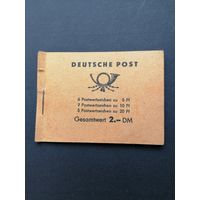 DEUTSCHE POST
6 Postwertzeichen zu 5 Pf
7 Postwertzeichen zu 10 Pf
5 Postwertzeichen zu 20 Pf
Gesamtwert 2.— DM